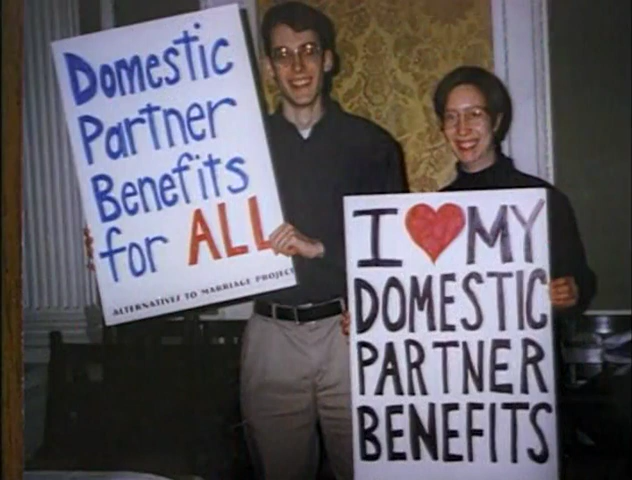 Domestic
Partner
Benefits
for ALL
ALTERNATIVES TO MARRIAGE PROJECT
I ❤ MY
DOMESTIC
PARTNER
BENEFITS